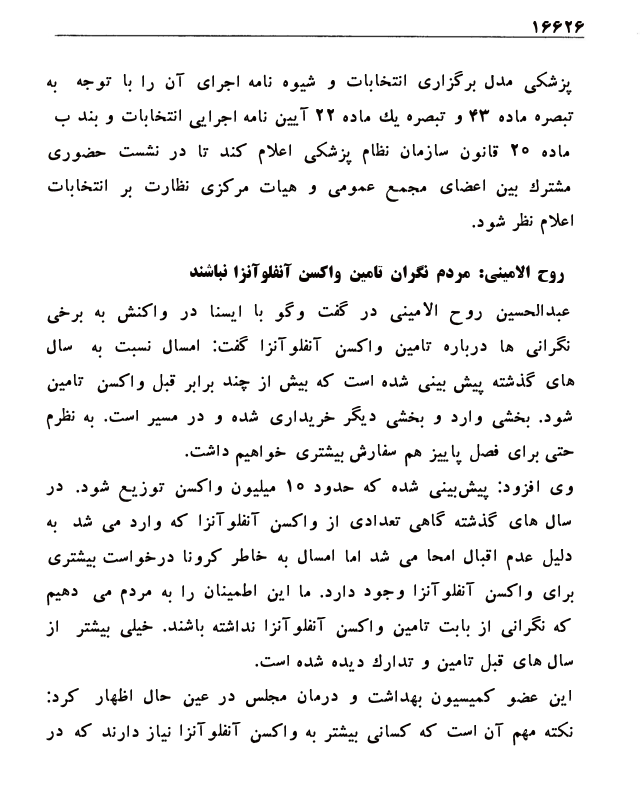 ۱۶۶۲۶
پزشکی مدل برگزاری انتخابات و شیوه نامه اجرای آن را با توجه به
تبصره ماده ۴۳ و تبصره یك ماده ۲۲ آیین نامه اجرایی انتخابات و بند ب
ماده ۲۵ قانون سازمان نظام پزشکی اعلام کند تا در نشست حضوری
مشترك بین اعضای مجمع عمومی و هیات مرکزی نظارت بر انتخابات
اعلام نظر شود.
روح الامینی: مردم نگران تامین واکسن آنفلوآنزا نباشند
عبدالحسین روح الامینی در گفت وگو با ایسنا در واکنش به برخی
نگرانی ها درباره تامین واکسن آنفلوآنزا گفت: امسال نسبت به سال
های گذشته پیش بینی شده است که بیش از چند برابر قبل واکسن تامین
شود. بخشی وارد و بخشی دیگر خریداری شده و در مسیر است. به نظرم
حتی برای فصل پاییز هم سفارش بیشتری خواهیم داشت.
وی افزود: پیش‌بینی شده که حدود ۱۵ میلیون واکسن توزیع شود. در
سال های گذشته گاهی تعدادی از واکسن آنفلوآنزا که وارد می شد به
دلیل عدم اقبال امحا می شد اما امسال به خاطر کرونا درخواست بیشتری
برای واکسن آنفلوآنزا وجود دارد. ما این اطمینان را به مردم می دهیم
که نگرانی از بابت تامین واکسن آنفلوآنزا نداشته باشند. خیلی بیشتر از
سال های قبل تامین و تدارك دیده شده است.
این عضو کمیسیون بهداشت و درمان مجلس در عین حال اظهار کرد:
نکته مهم آن است که کسانی بیشتر به واکسن آنفلوآنزا نیاز دارند که در